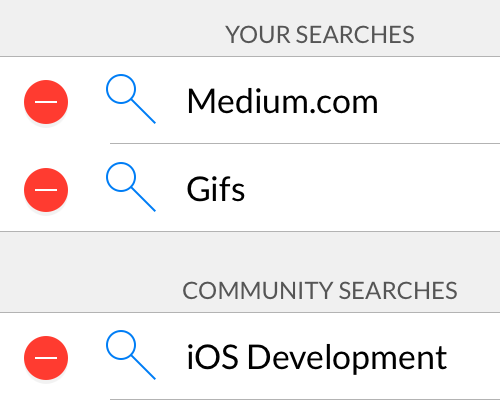 YOUR SEARCHES
Medium.com
Gifs
COMMUNITY SEARCHES
iOS Development